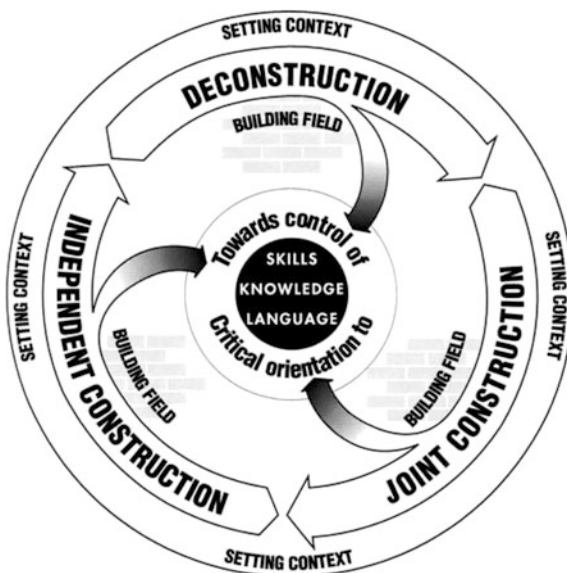 SETTING CONTEXT
DECONSTRUCTION
BUILDING FIELD
Towards control of
SKILLS
KNOWLEDGE
LANGUAGE
Critical orientation to
SETTING CONTEXT
INDEPENDENT CONSTRUCTION
BUILDING FIELD
BUILDING FIELD
JOINT CONSTRUCTION
SETTING CONTEXT
SETTING CONTEXT